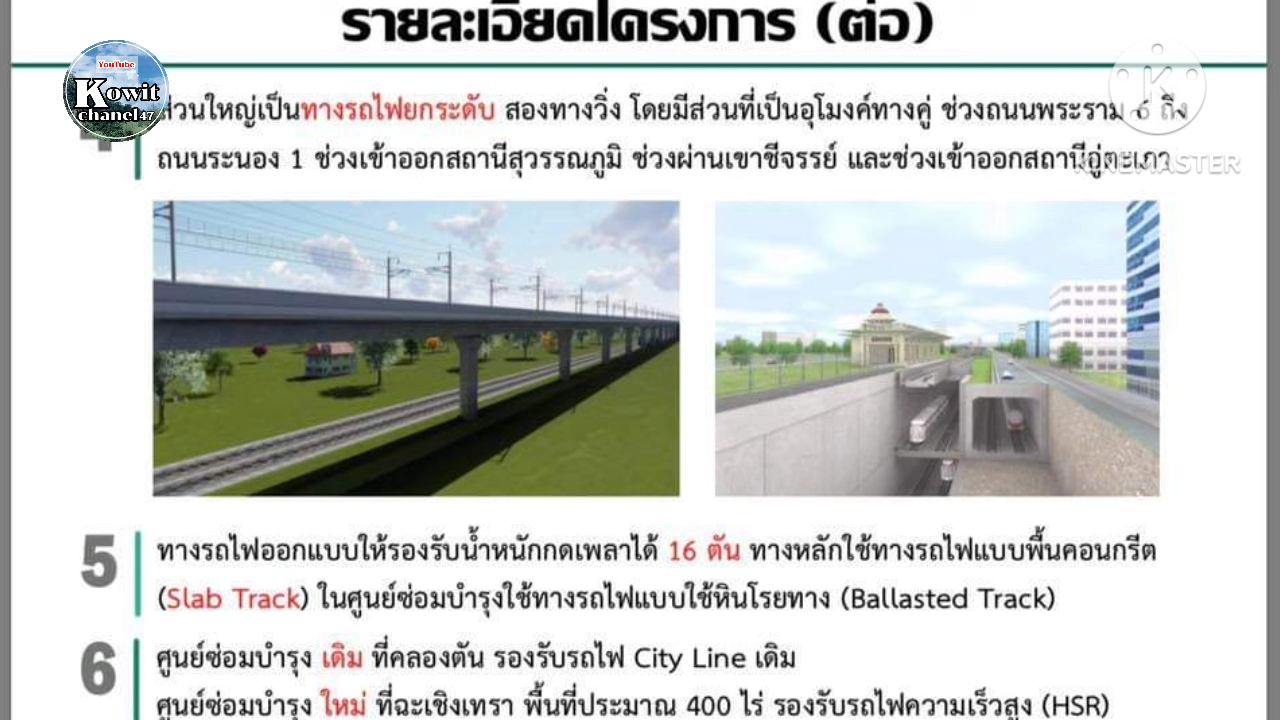 รายละเอียดโครงการ (ต่อ)
YouTube
Kowit
chanel47
ส่วนใหญ่เป็นทางรถไฟยกระดับ สองทางวิ่ง โดยมีส่วนที่เป็นอุโมงค์ทางคู่ ช่วงถนนพระราม 6 ถึง
ถนนระนอง 1 ช่วงเข้าออกสถานีสุวรรณภูมิ ช่วงผ่านเขาชีจรรย์ และช่วงเข้าออกสถานีอู่ตะเภา
K
KINEMASTER
5
ทางรถไฟออกแบบให้รองรับน้ำหนักกดเพลาได้ 16 ตัน ทางหลักใช้ทางรถไฟแบบพื้นคอนกรีต
(Slab Track) ในศูนย์ซ่อมบำรุงใช้ทางรถไฟแบบใช้หินโรยทาง (Ballasted Track)
6
ศูนย์ซ่อมบำรุง เดิม ที่คลองตัน รองรับรถไฟ City Line เดิม
ศูนย์ซ่อมบำรุง ใหม่ ที่ฉะเชิงเทรา พื้นที่ประมาณ 400 ไร่ รองรับรถไฟความเร็วสูง (HSR)